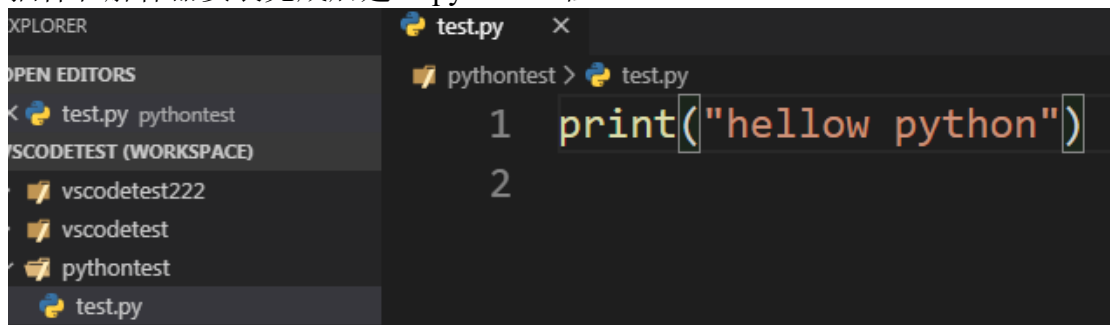 XPLORER
PEN EDITORS
test.py pythontest
SCODETEST (WORKSPACE)
vscodetest222
vscodetest
pythontest
test.py
test.py ×
pythontest > test.py
1 print("hellow python")
2